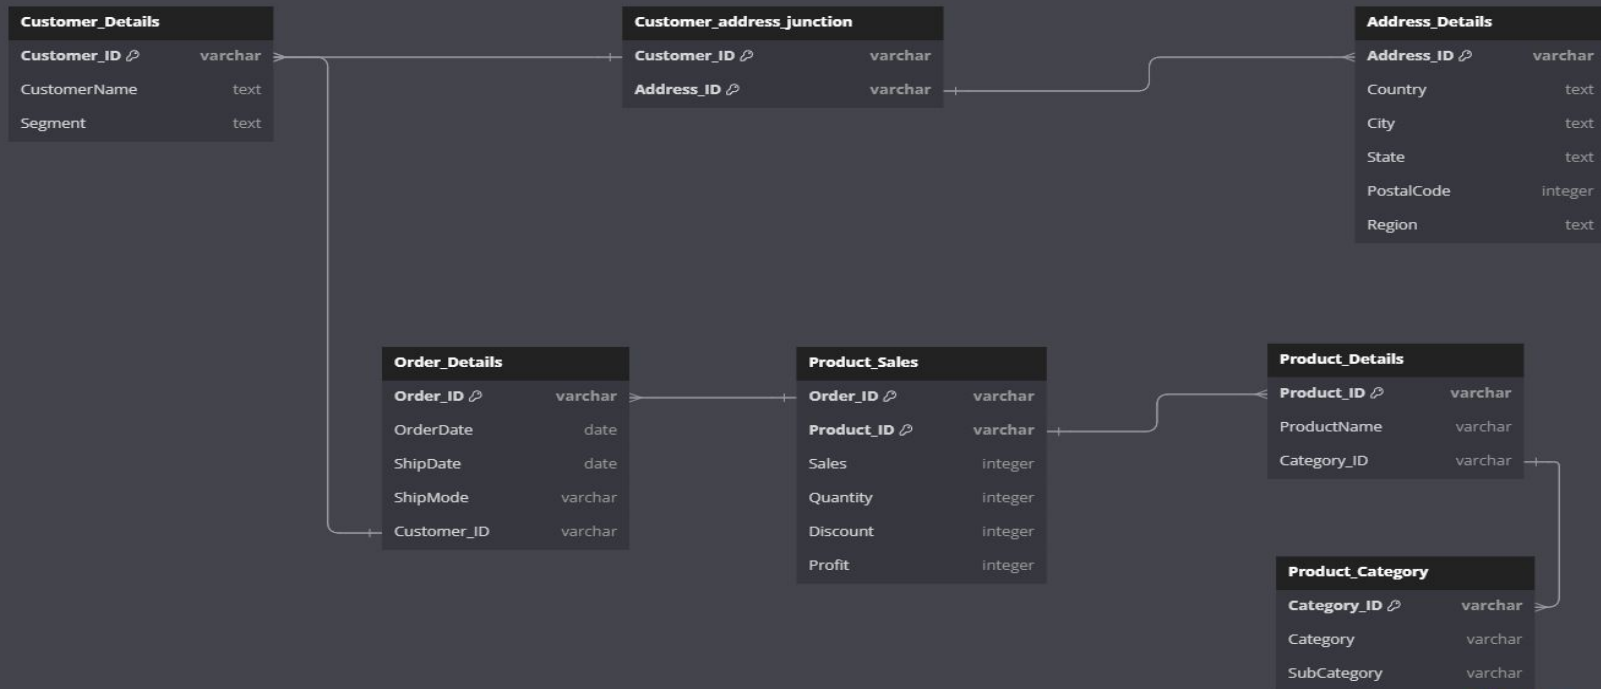 Customer_Details
Customer_ID varchar
CustomerName text
Segment text
Customer_address_junction
Customer_ID varchar
Address_ID varchar
Address_Details
Address_ID varchar
Country text
City text
State text
PostalCode integer
Region text
Order_Details
Order_ID varchar
OrderDate date
ShipDate date
ShipMode varchar
Customer_ID varchar
Product_Sales
Order_ID varchar
Product_ID varchar
Sales integer
Quantity integer
Discount integer
Profit integer
Product_Details
Product_ID varchar
ProductName varchar
Category_ID varchar
Product_Category
Category_ID varchar
Category varchar
SubCategory varchar